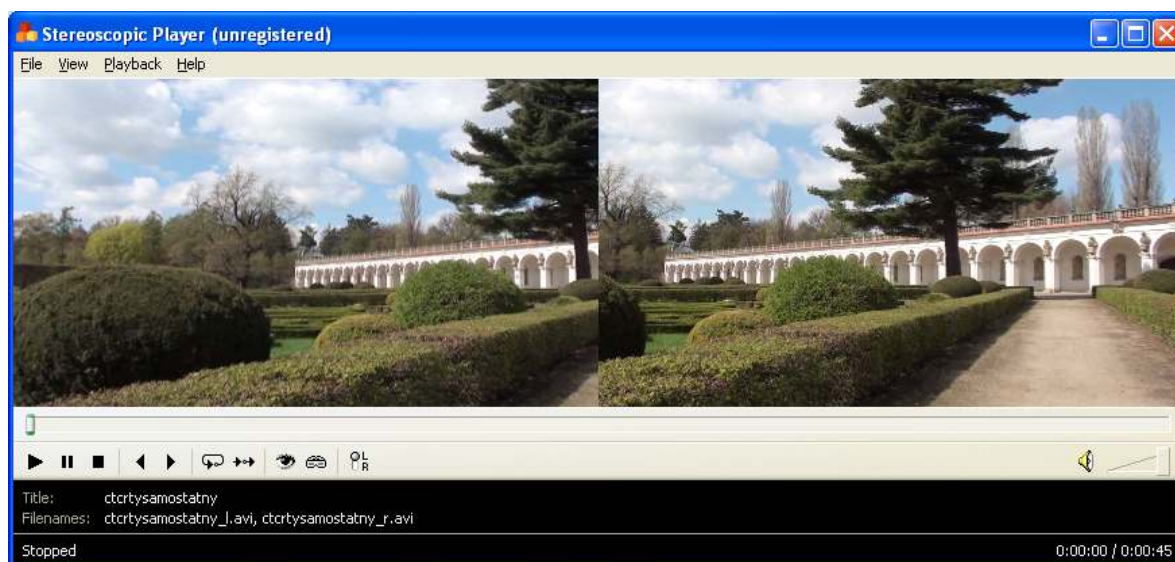 Stereoscopic Player (unregistered)
File View Playback Help
L
R
Title: ctcrtysamostatny
Filenames: ctcrtysamostatny_l.avi, ctcrtysamostatny_r.avi
Stopped 0:00:00 / 0:00:45